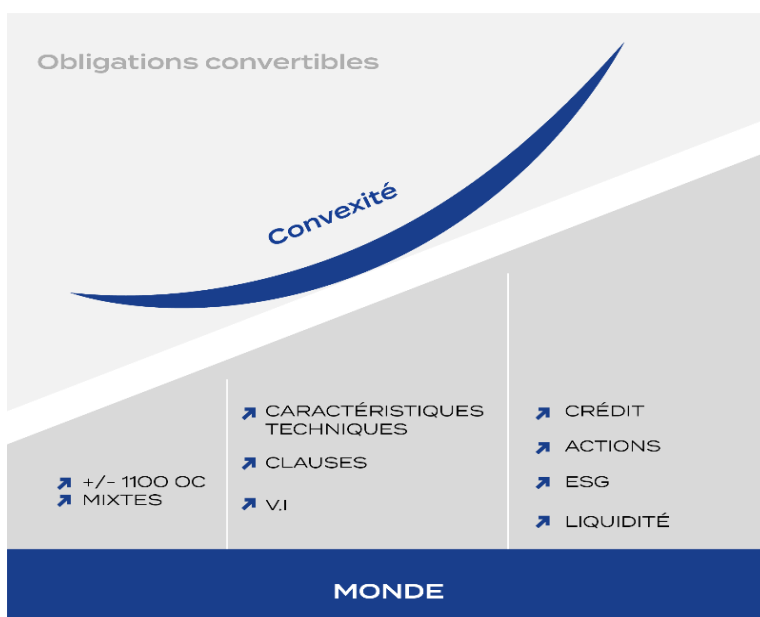 Obligations convertibles
Convexité
+/- 1100 OC
MIXTES
CARACTÉRISTIQUES
TECHNIQUES
CLAUSES
V.I
CRÉDIT
ACTIONS
ESG
LIQUIDITÉ
MONDE